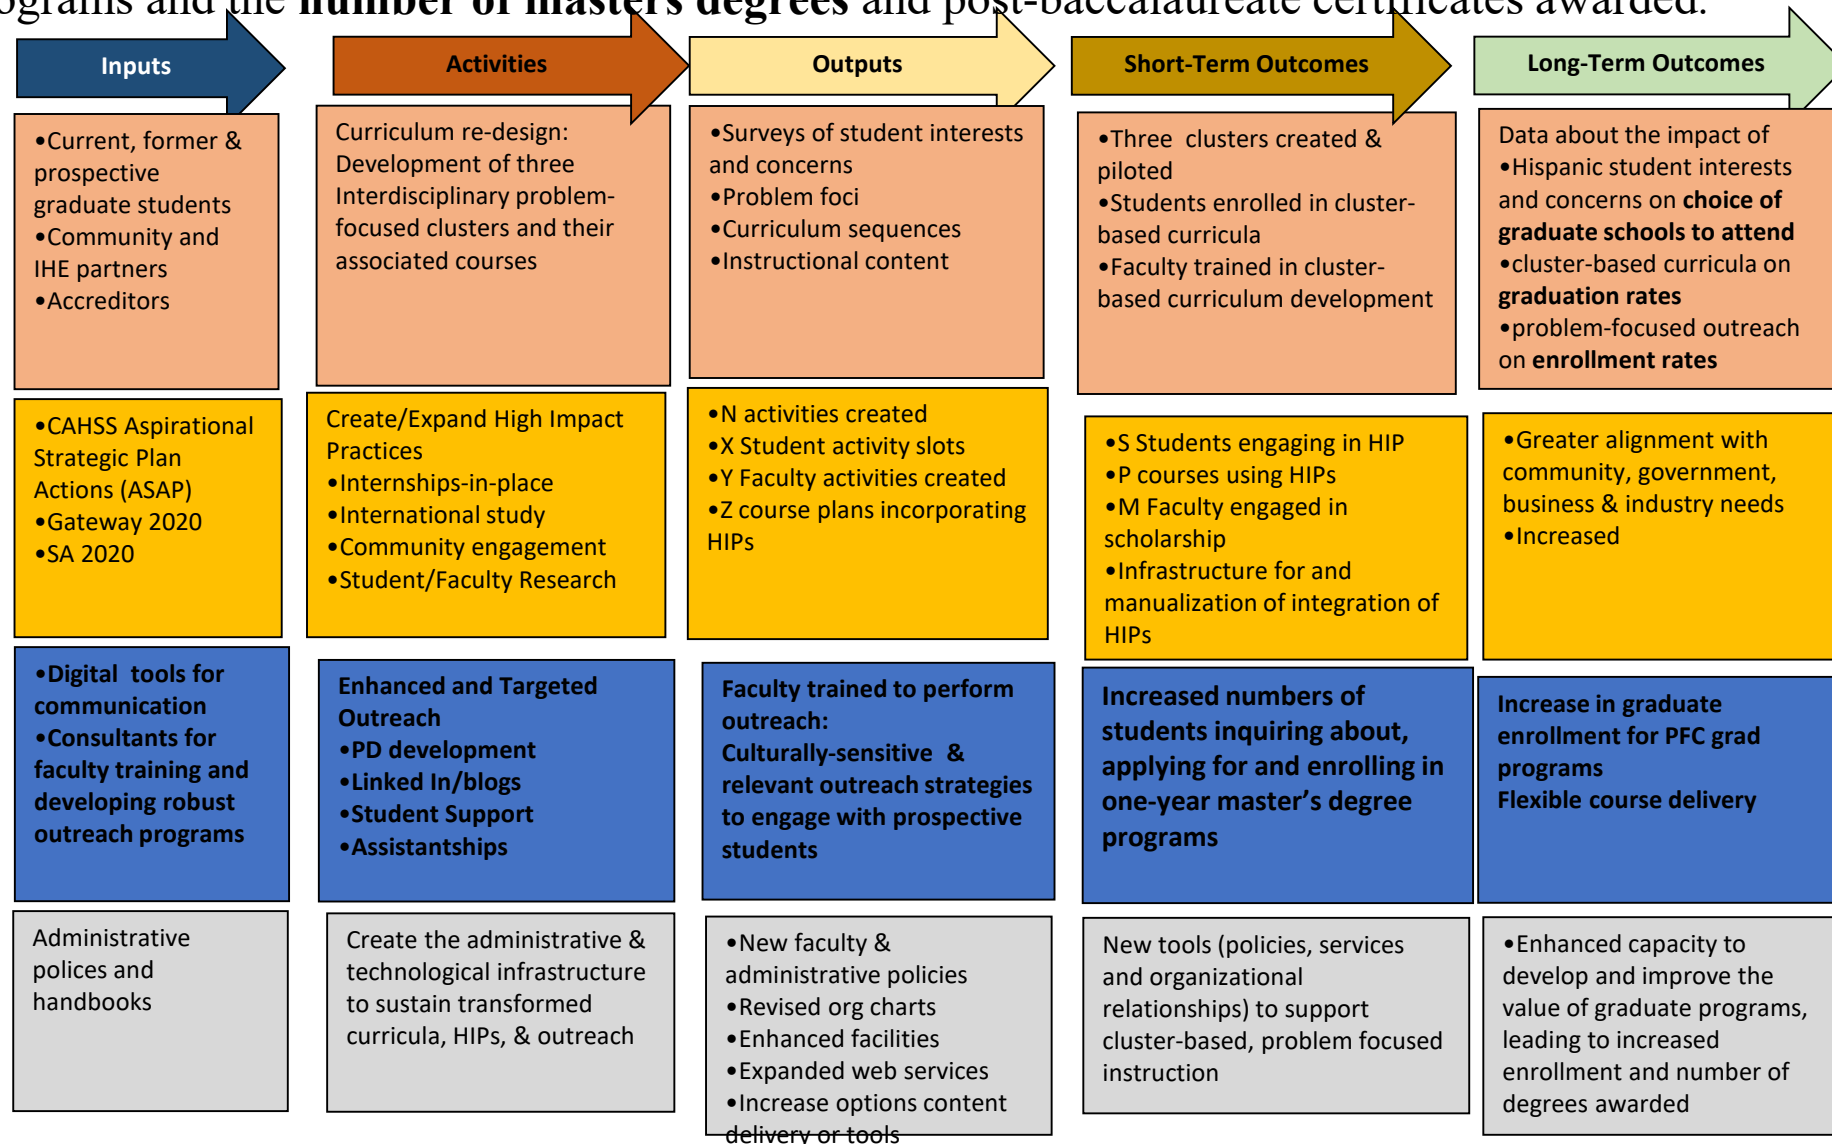 ograms and the number of masters degrees and post-baccalaureate certificates awarded.
Inputs
Activities
Outputs
Short-Term Outcomes
Long-Term Outcomes
•Current, former &
prospective
graduate students
•Community and
IHE partners
•Accreditors
Curriculum re-design:
Development of three
Interdisciplinary problem-
focused clusters and their
associated courses
•Surveys of student interests
and concerns
•Problem foci
•Curriculum sequences
•Instructional content
•Three  clusters created &
piloted
•Students enrolled in cluster-
based curricula
•Faculty trained in cluster-
based curriculum development
Data about the impact of
•Hispanic student interests
and concerns on choice of
graduate schools to attend
•cluster-based curricula on
graduation rates
•problem-focused outreach
on enrollment rates
•CAHSS Aspirational
Strategic Plan
Actions (ASAP)
•Gateway 2020
•SA 2020
Create/Expand High Impact
Practices
•Internships-in-place
•International study
•Community engagement
•Student/Faculty Research
•N activities created
•X Student activity slots
•Y Faculty activities created
•Z course plans incorporating
HIPs
•S Students engaging in HIP
•P courses using HIPs
•M Faculty engaged in
scholarship
•Infrastructure for and
manualization of integration of
HIPs
•Greater alignment with
community, government,
business & industry needs
•Increased
•Digital  tools for
communication
•Consultants for
faculty training and
developing robust
outreach programs
Enhanced and Targeted
Outreach
•PD development
•Linked In/blogs
•Student Support
•Assistantships
Faculty trained to perform
outreach:
Culturally-sensitive  &
relevant outreach strategies
to engage with prospective
students
Increased numbers of
students inquiring about,
applying for and enrolling in
one-year master’s degree
programs
Increase in graduate
enrollment for PFC grad
programs
Flexible course delivery
Administrative
polices and
handbooks
Create the administrative &
technological infrastructure
to sustain transformed
curricula, HIPs, & outreach
•New faculty &
administrative policies
•Revised org charts
•Enhanced facilities
•Expanded web services
•Increase options content
delivery or tools
New tools (policies, services
and organizational
relationships) to support
cluster-based, problem focused
instruction
•Enhanced capacity to
develop and improve the
value of graduate programs,
leading to increased
enrollment and number of
degrees awarded